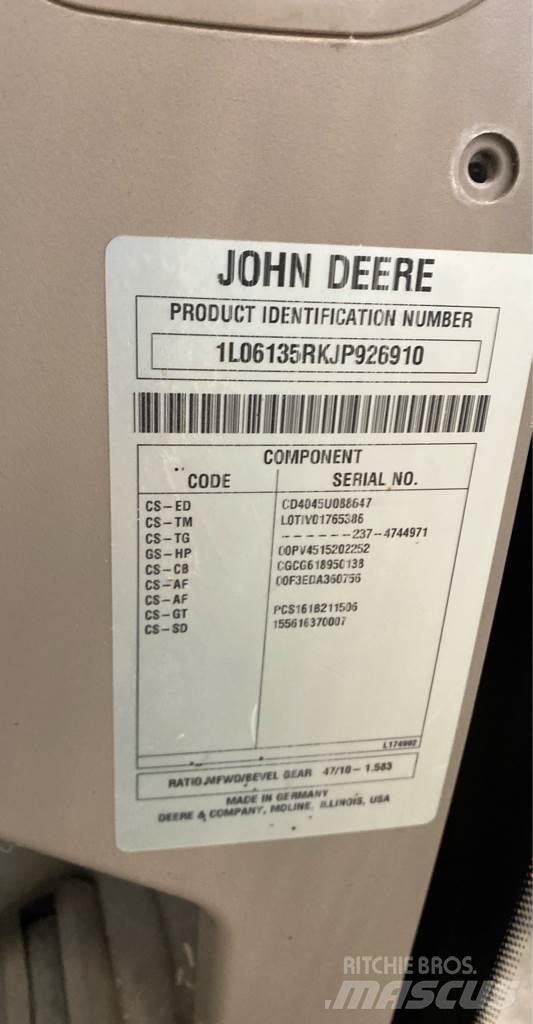 JOHN DEERE
PRODUCT IDENTIFICATION NUMBER
1L06135RKJP926910
COMPONENT
CODE SERIAL NO.
CS-ED CD4045U088647
CS-TM L0TIV01765386
CS-TG -------237-4744971
GS-HP 00PV4515202252
CS-CB CGCG618950138
CS-AF 00F3EDA360756
CS-AF
CS-GT PCS1618211506
CS-SD 155616370007
L174992
RATIO,MFWD/BEVEL GEAR 47/10-1.583
MADE IN GERMANY
DEERE & COMPANY, MOLINE, ILLINOIS, USA
RITCHIE BROS.
MASCUS